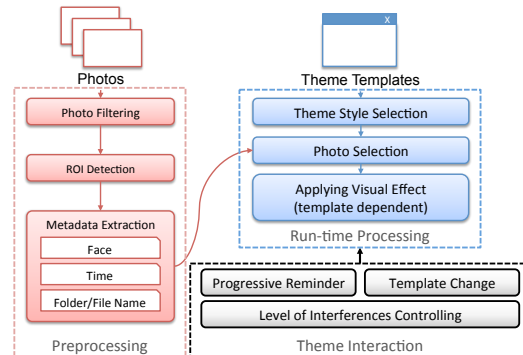 x
Photos
Photo Filtering
ROI Detection
Metadata Extraction
Face
Time
Folder/File Name
Preprocessing
Theme Templates
Theme Style Selection
Photo Selection
Applying Visual Effect
(template dependent)
Run-time Processing
Progressive Reminder
Template Change
Level of Interferences Controlling
Theme Interaction